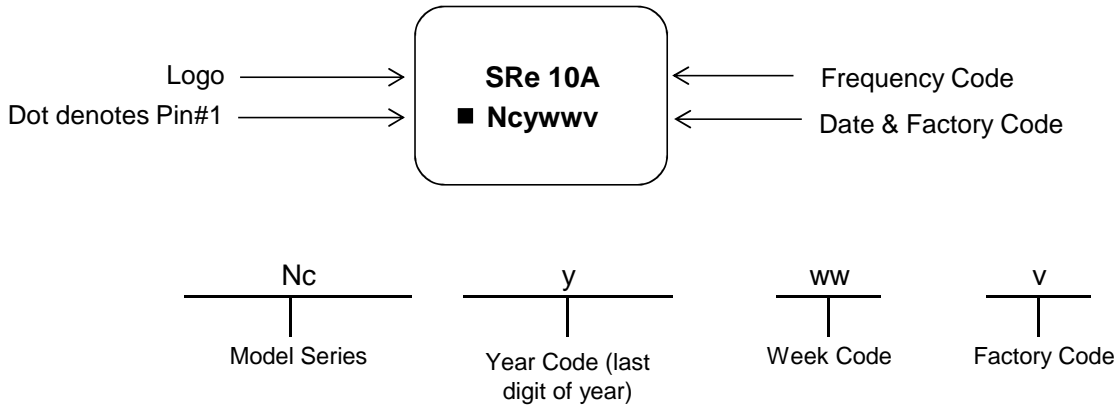 SRe 10A
Logo
Frequency Code
Dot denotes Pin#1
■ Ncywwv
Date & Factory Code
Nc
y
ww
v
Model Series
Year Code (last
digit of year)
Week Code
Factory Code